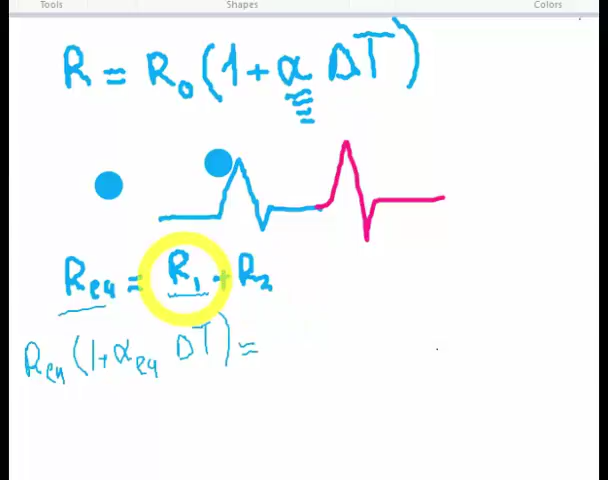 Tools Shapes Colors
R = R₀ (1 + α ΔT)
Req = R₁ + R₂
Req (1 + αeq ΔT) =